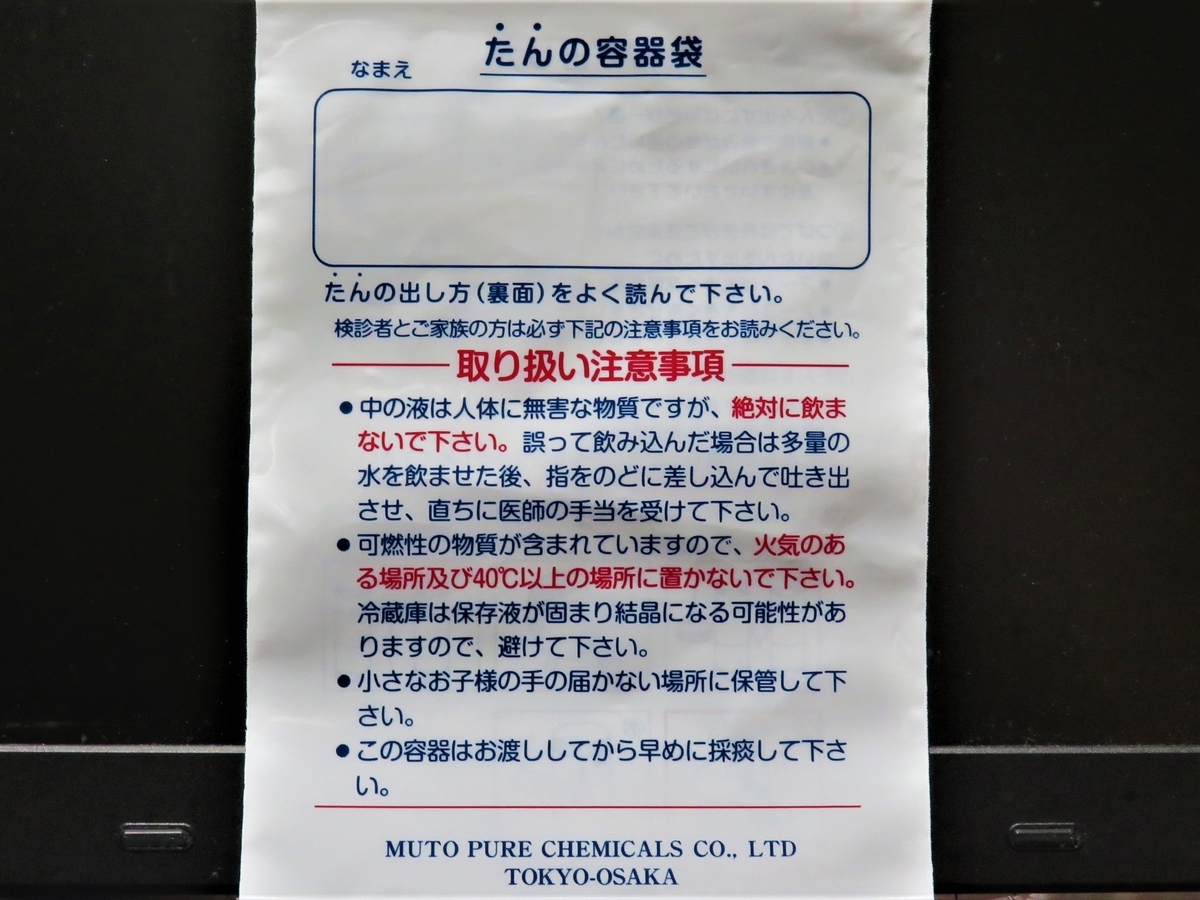 たんの容器袋
なまえ
たんの出し方(裏面)をよく読んで下さい。
検診者とご家族の方は必ず下記の注意事項をお読みください。
取り扱い注意事項
●中の液は人体に無害な物質ですが、絶対に飲ま
ないで下さい。誤って飲み込んだ場合は多量の
水を飲ませた後、指をのどに差し込んで吐き出
させ、直ちに医師の手当を受けて下さい。
●可燃性の物質が含まれていますので、火気のあ
る場所及び40℃以上の場所に置かないで下さい。
冷蔵庫は保存液が固まり結晶になる可能性があ
りますので、避けて下さい。
●小さなお子様の手の届かない場所に保管して下
さい。
●この容器はお渡ししてから早めに採痰して下さ
い。
MUTO PURE CHEMICALS CO., LTD
TOKYO-OSAKA